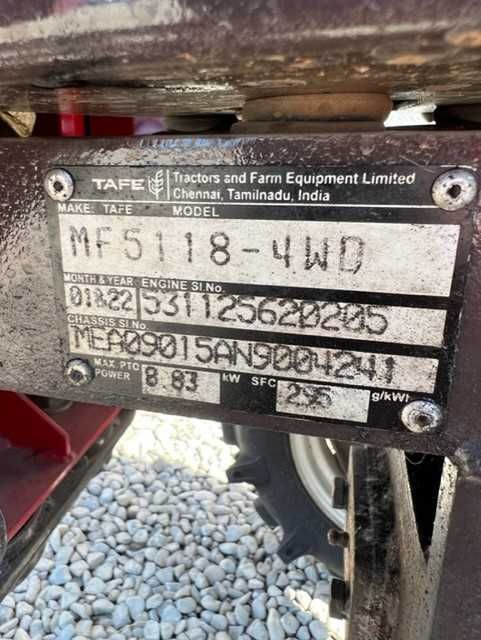 TAFE Tractors and Farm Equipment Limited
Chennai, Tamilnadu, India
MAKE: TAFE MODEL
MF5118-4WD
MONTH & YEAR ENGINE Sl.No.
01&22 531125620205
CHASSIS Sl.No.
MEA09015AN9004241
MAX PTO POWER 8.83 kW SFC 295 g/kWh